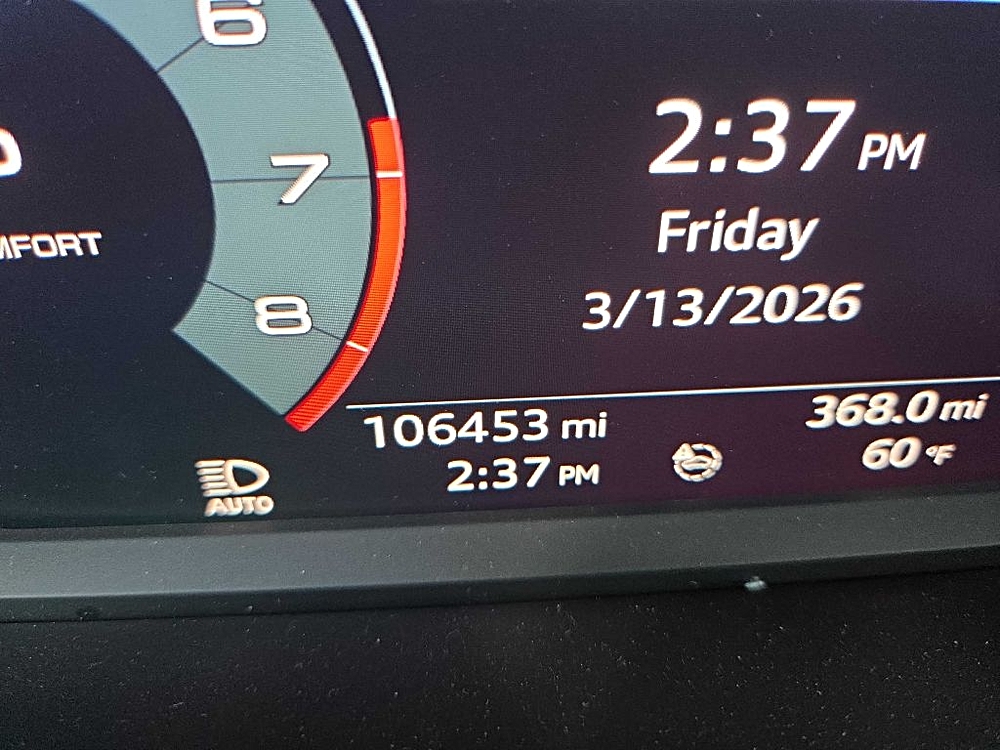 6
7
8
MFORT
2:37 PM
Friday
3/13/2026
106453 mi
368.0 mi
2:37 PM
60 °F
AUTO